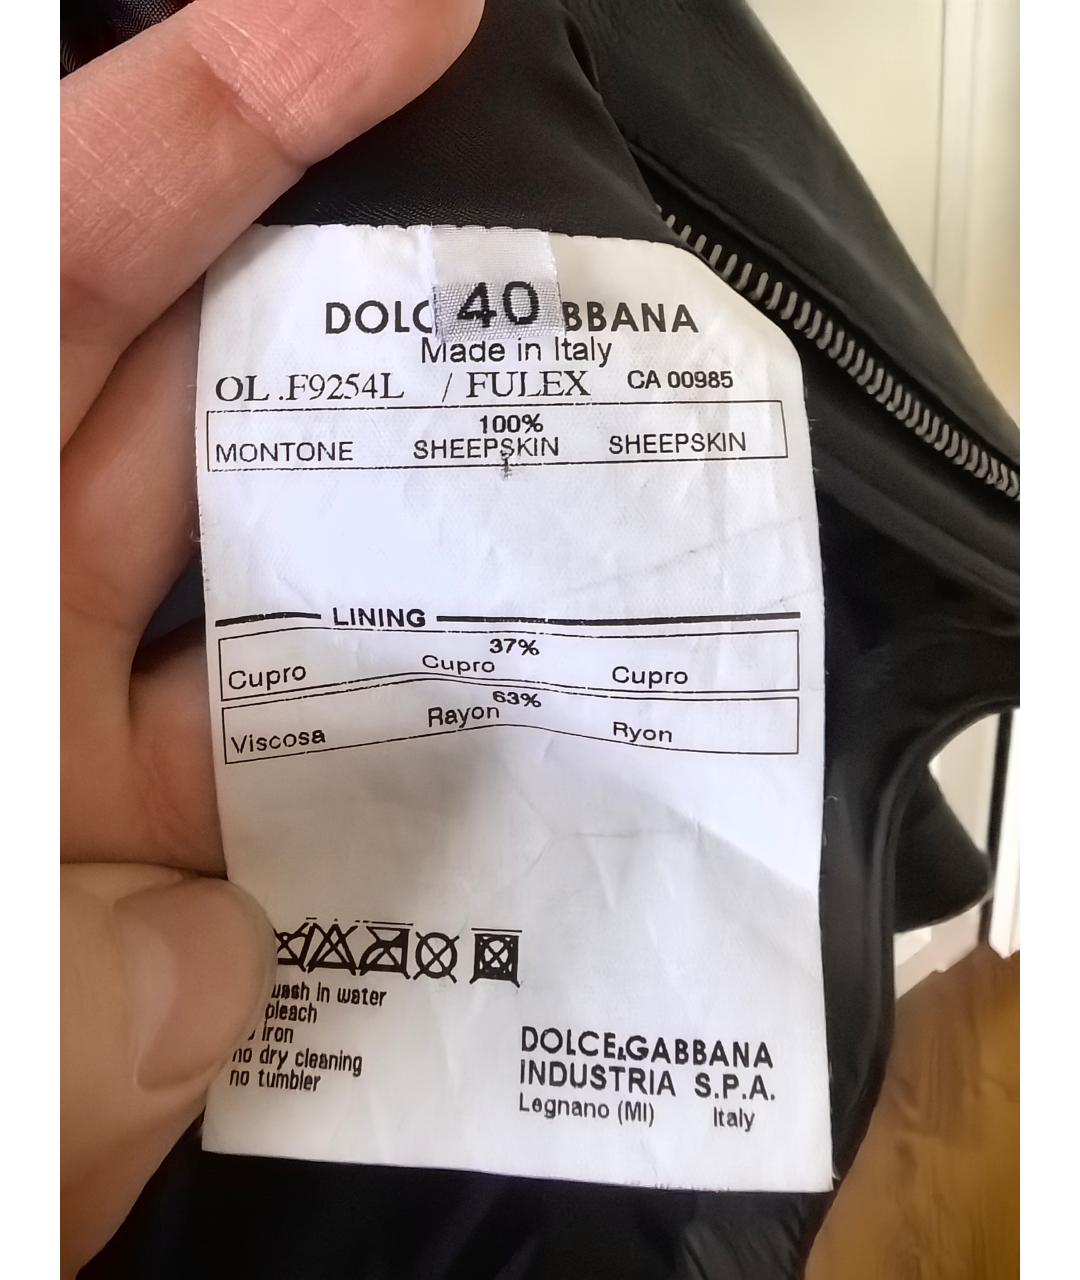 DOLC 40 BBANA
Made in Italy
OL .F9254L / FULEX CA 00985
100%
MONTONE SHEEPSKIN SHEEPSKIN
LINING
37%
Cupro Cupro Cupro
63%
Viscosa Rayon Ryon
wash in water
bleach
iron
no dry cleaning
no tumbler
DOLCE&GABBANA
INDUSTRIA S.P.A.
Legnano (MI) Italy